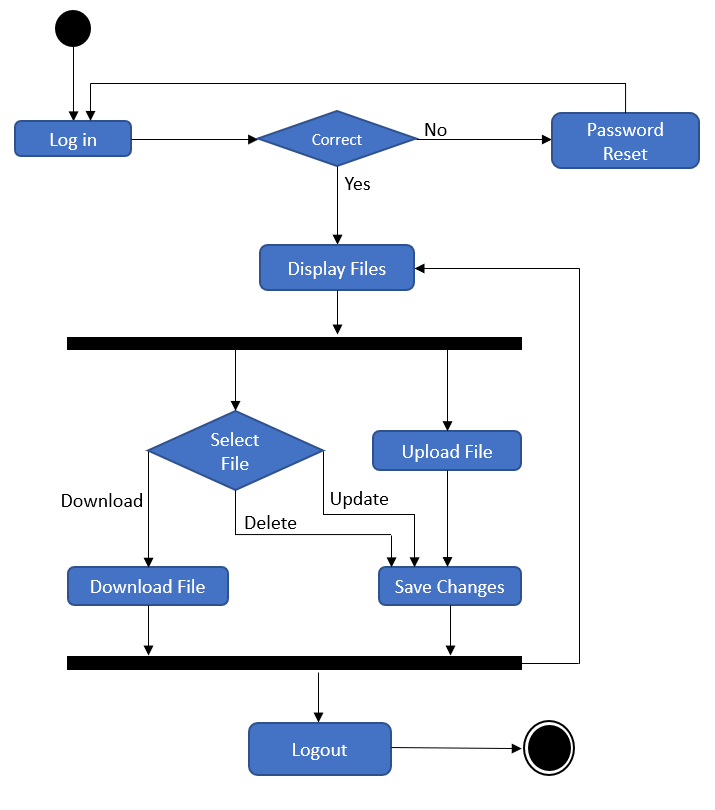 Log in
Correct
No
Password
Reset
Yes
Display Files
Select
File
Upload File
Download
Update
Delete
Download File
Save Changes
Logout